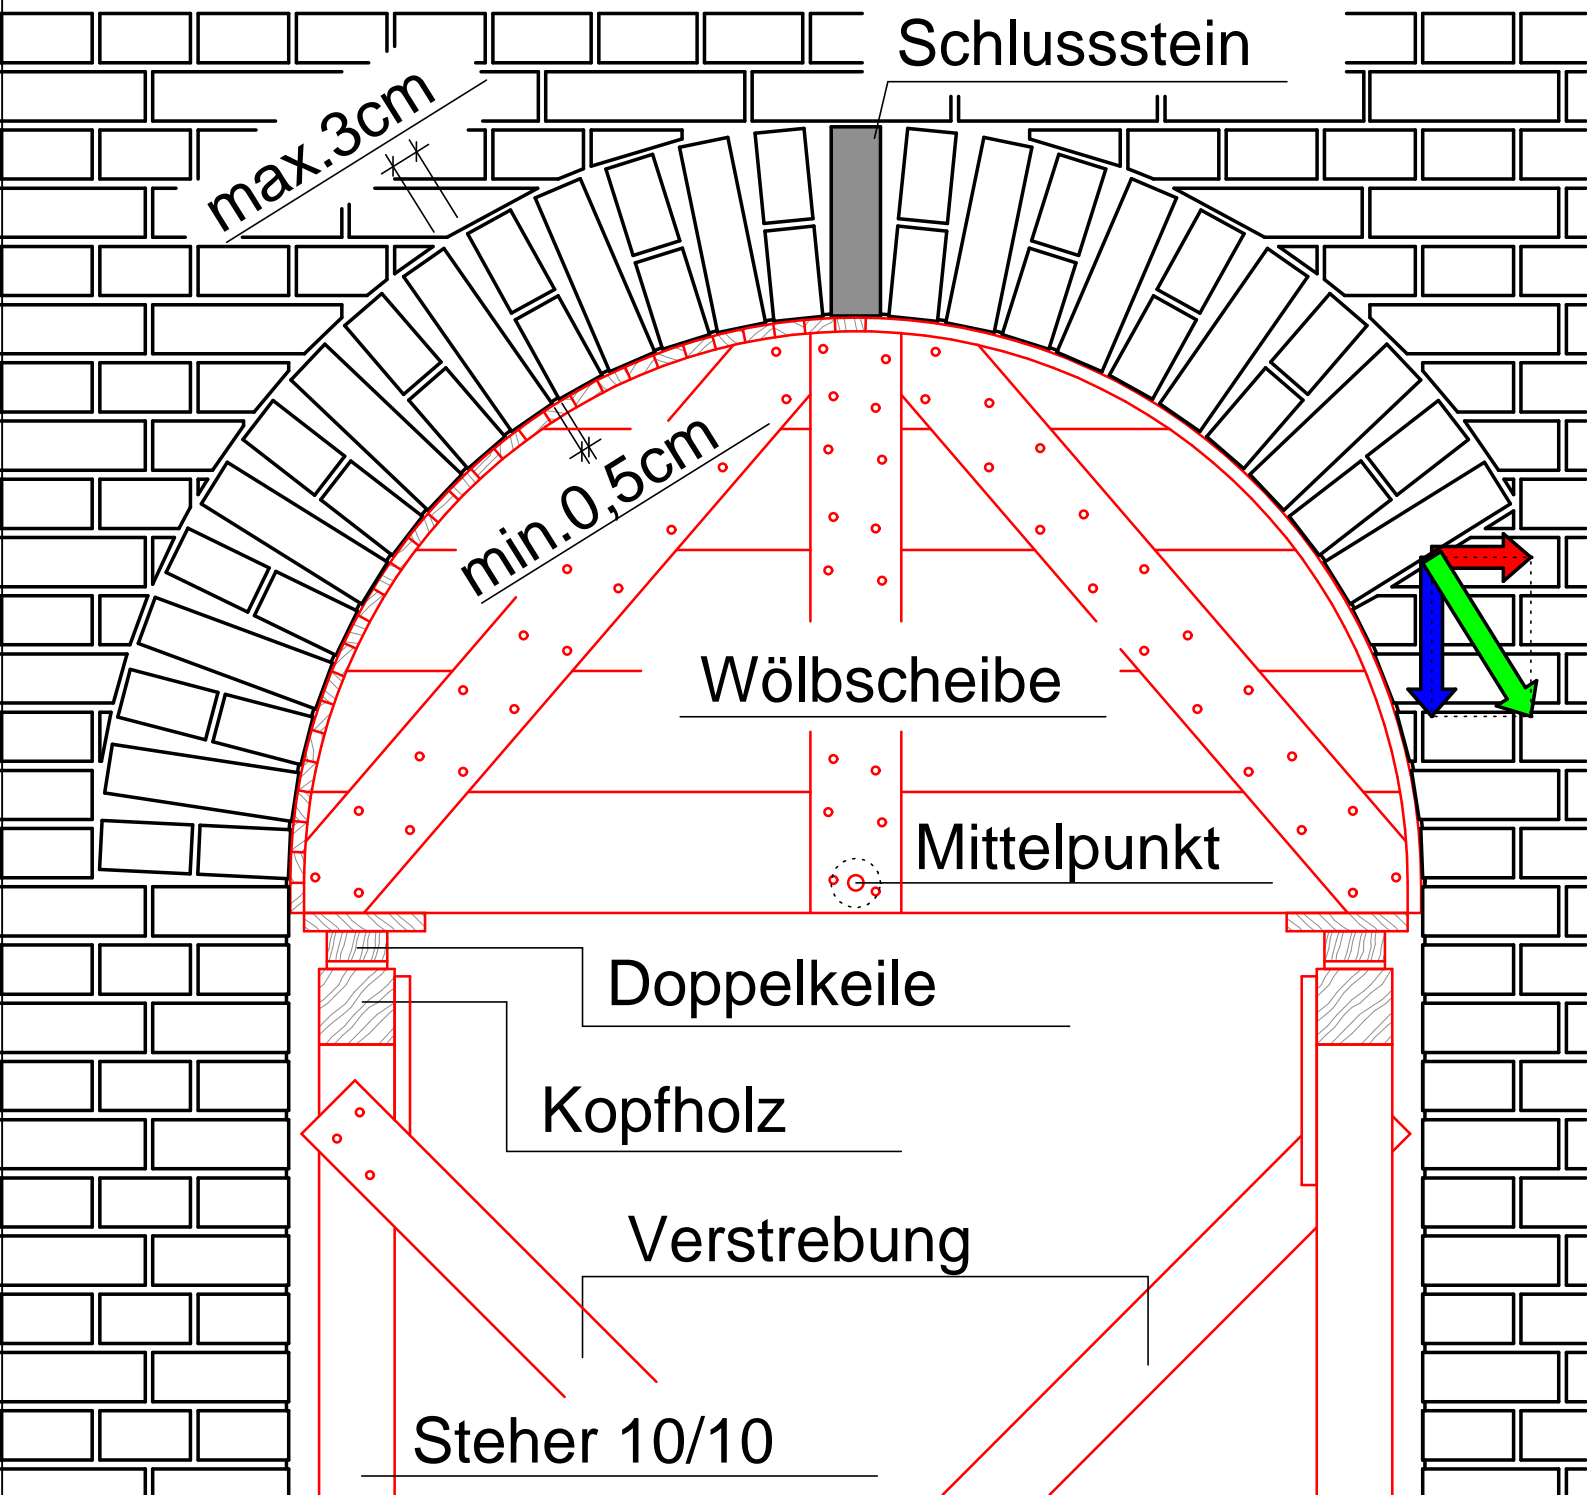 Schlussstein
max.3cm
min.0,5cm
Wölbscheibe
Mittelpunkt
Doppelkeile
Kopfholz
Verstrebung
Steher 10/10